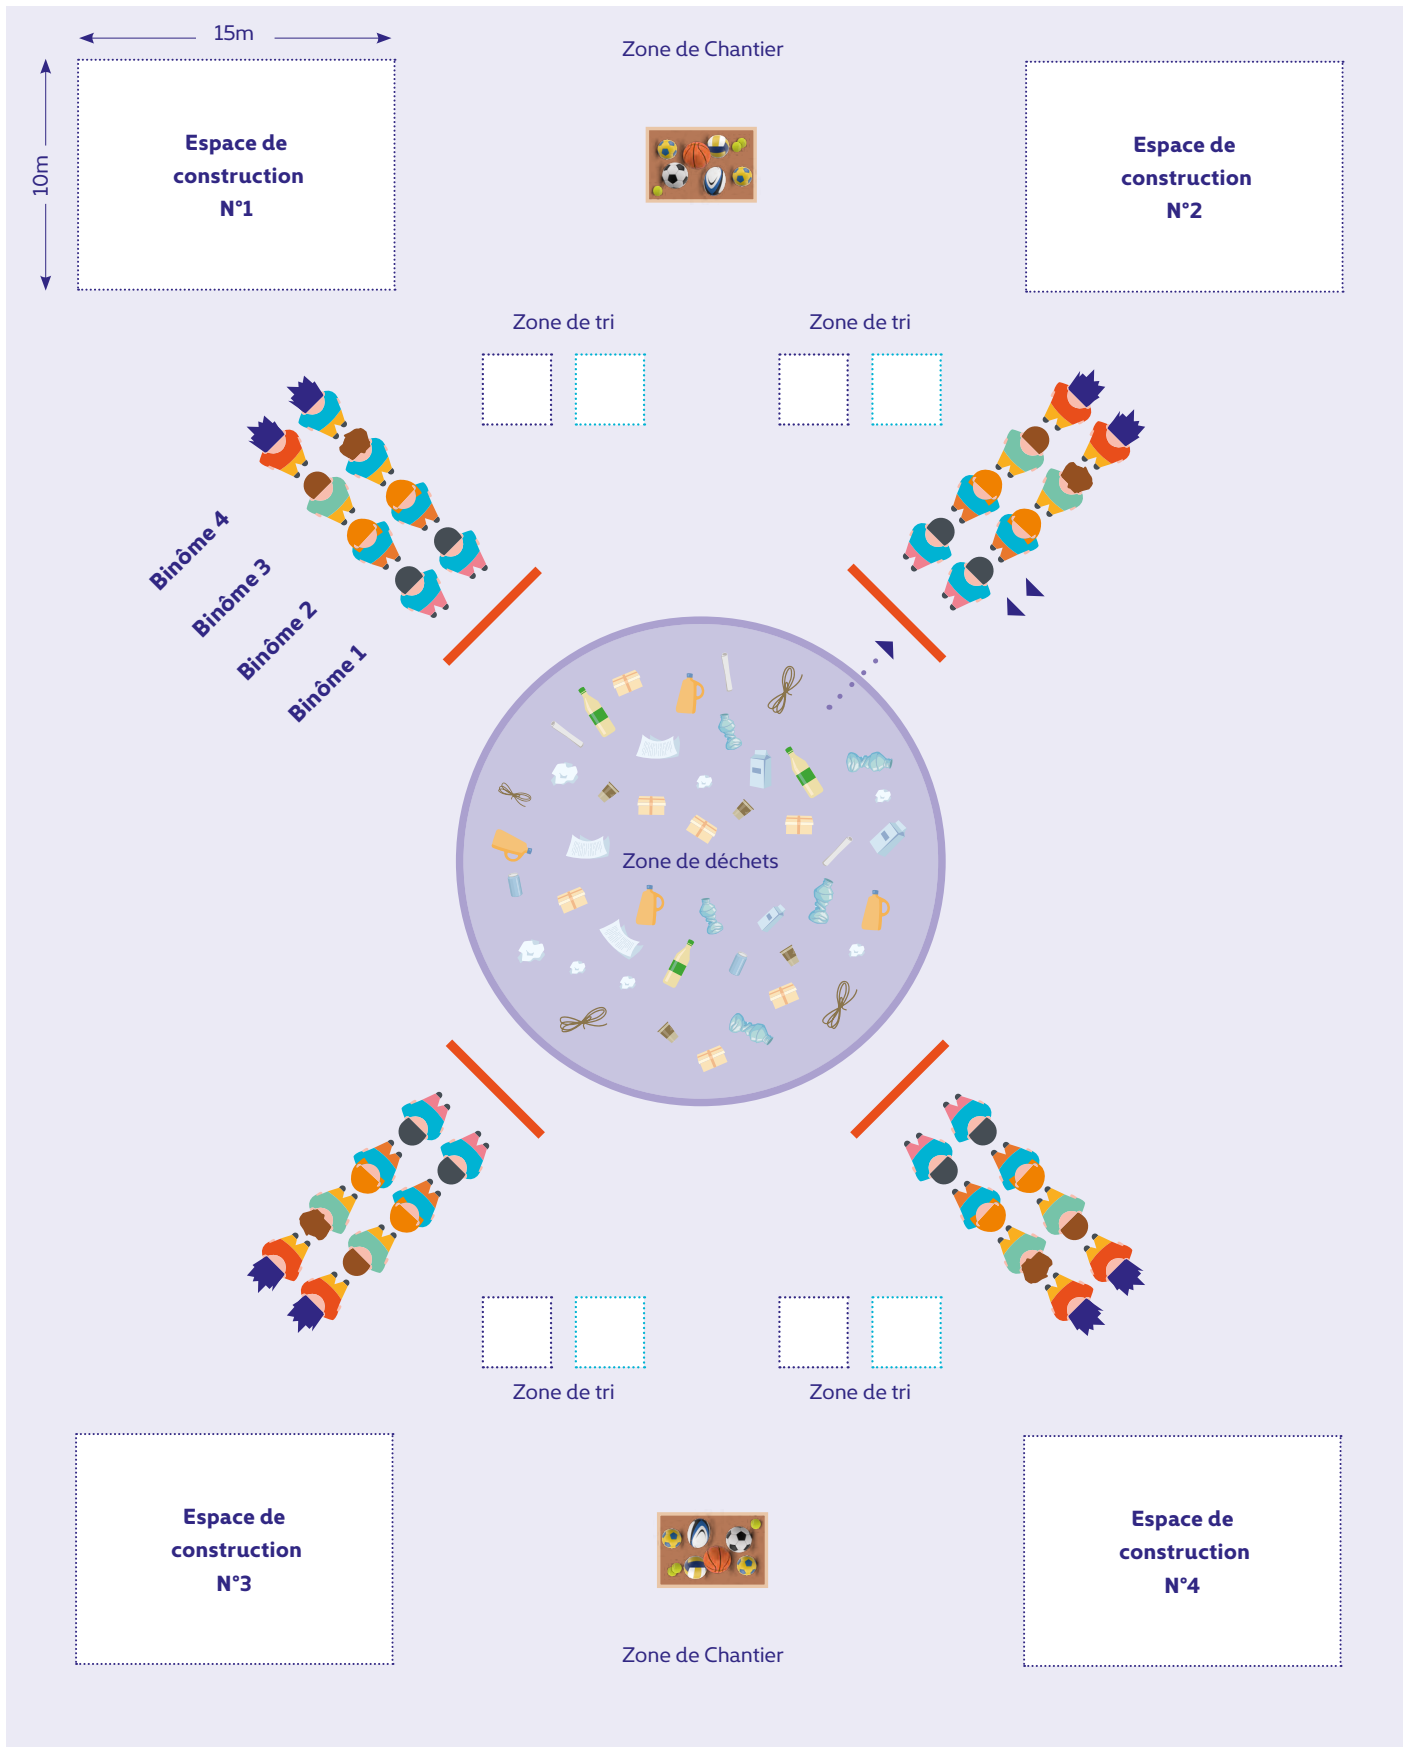 15m
Zone de Chantier
10m
Espace de
construction
N°1
Espace de
construction
N°2
Zone de tri
Zone de tri
Binôme 4
Binôme 3
Binôme 2
Binôme 1
Zone de déchets
Zone de tri
Zone de tri
Espace de
construction
N°3
Espace de
construction
N°4
Zone de Chantier